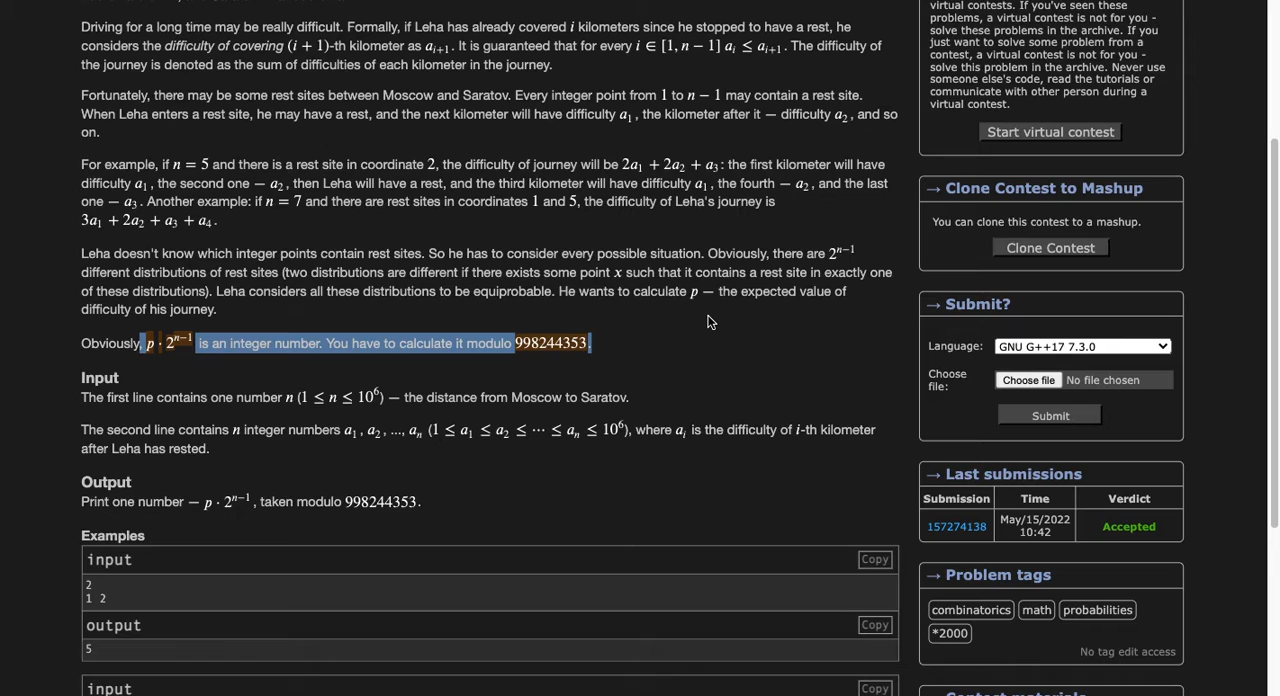 Driving for a long time may be really difficult. Formally, if Leha has already covered i kilometers since he stopped to have a rest, he
considers the difficulty of covering (i + 1)-th kilometer as a_{i+1}. It is guaranteed that for every i ∈ [1, n − 1] a_i ≤ a_{i+1}. The difficulty of
the journey is denoted as the sum of difficulties of each kilometer in the journey.
Fortunately, there may be some rest sites between Moscow and Saratov. Every integer point from 1 to n − 1 may contain a rest site.
When Leha enters a rest site, he may have a rest, and the next kilometer will have difficulty a_1, the kilometer after it — difficulty a_2, and so
on.
For example, if n = 5 and there is a rest site in coordinate 2, the difficulty of journey will be 2a_1 + 2a_2 + a_3: the first kilometer will have
difficulty a_1, the second one — a_2, then Leha will have a rest, and the third kilometer will have difficulty a_1, the fourth — a_2, and the last
one — a_3. Another example: if n = 7 and there are rest sites in coordinates 1 and 5, the difficulty of Leha's journey is
3a_1 + 2a_2 + a_3 + a_4.
Leha doesn't know which integer points contain rest sites. So he has to consider every possible situation. Obviously, there are 2^{n−1}
different distributions of rest sites (two distributions are different if there exists some point x such that it contains a rest site in exactly one
of these distributions). Leha considers all these distributions to be equiprobable. He wants to calculate p — the expected value of
difficulty of his journey.
Obviously, p · 2^{n−1} is an integer number. You have to calculate it modulo 998244353.
Input
The first line contains one number n (1 ≤ n ≤ 10^6) — the distance from Moscow to Saratov.
The second line contains n integer numbers a_1, a_2, ..., a_n (1 ≤ a_1 ≤ a_2 ≤ ⋯ ≤ a_n ≤ 10^6), where a_i is the difficulty of i-th kilometer
after Leha has rested.
Output
Print one number — p · 2^{n−1}, taken modulo 998244353.
Examples
input
Copy
2
1 2
output
Copy
5
input
Copy
virtual contests. If you've seen these
problems, a virtual contest is not for you -
solve these problems in the archive. If you
just want to solve some problem from a
contest, a virtual contest is not for you -
solve this problem in the archive. Never use
someone else's code, read the tutorials or
communicate with other person during a
virtual contest.
Start virtual contest
→ Clone Contest to Mashup
You can clone this contest to a mashup.
Clone Contest
→ Submit?
Language: GNU G++17 7.3.0
Choose
file:
Choose file No file chosen
Submit
→ Last submissions
Submission Time Verdict
157274138 May/15/2022
10:42 Accepted
→ Problem tags
combinatorics math probabilities
*2000
No tag edit access